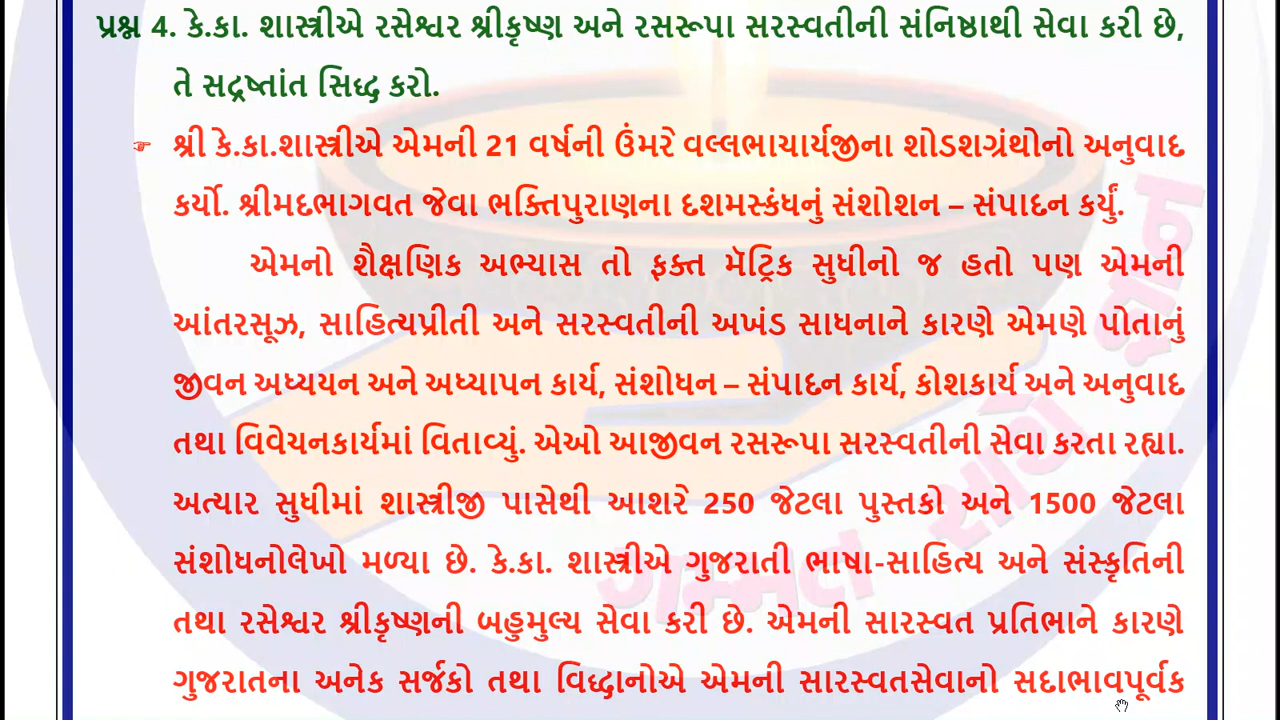 પ્રશ્ન 4. કે.કા. શાસ્ત્રીએ રસેશ્વર શ્રીકૃષ્ણ અને રસરૂપા સરસ્વતીની સંનિષ્ઠાથી સેવા કરી છે,
તે સદ્રષ્તાંત સિધ્ધ કરો.
☞ શ્રી કે.કા.શાસ્ત્રીએ એમની 21 વર્ષની ઉંમરે વલ્લભાચાર્યજીના શોડશગ્રંથોનો અનુવાદ
કર્યો. શ્રીમદભાગવત જેવા ભક્તિપુરાણના દશમસ્કંધનું સંશોશન – સંપાદન કર્યું.
એમનો શૈક્ષણિક અભ્યાસ તો ફક્ત મૅટ્રિક સુધીનો જ હતો પણ એમની
આંતરસૂઝ, સાહિત્યપ્રીતી અને સરસ્વતીની અખંડ સાધનાને કારણે એમણે પોતાનું
જીવન અધ્યયન અને અધ્યાપન કાર્ય, સંશોધન – સંપાદન કાર્ય, કોશકાર્ય અને અનુવાદ
તથા વિવેચનકાર્યમાં વિતાવ્યું. એઓ આજીવન રસરૂપા સરસ્વતીની સેવા કરતા રહ્યા.
અત્યાર સુધીમાં શાસ્ત્રીજી પાસેથી આશરે 250 જેટલા પુસ્તકો અને 1500 જેટલા
સંશોધનોલેખો મળ્યા છે. કે.કા. શાસ્ત્રીએ ગુજરાતી ભાષા-સાહિત્ય અને સંસ્કૃતિની
તથા રસેશ્વર શ્રીકૃષ્ણની બહુમુલ્ય સેવા કરી છે. એમની સારસ્વત પ્રતિભાને કારણે
ગુજરાતના અનેક સર્જકો તથા વિદ્ધાનોએ એમની સારસ્વતસેવાનો સદાભાવપૂર્વક
ગમ્મત સાથે જ્ઞાન